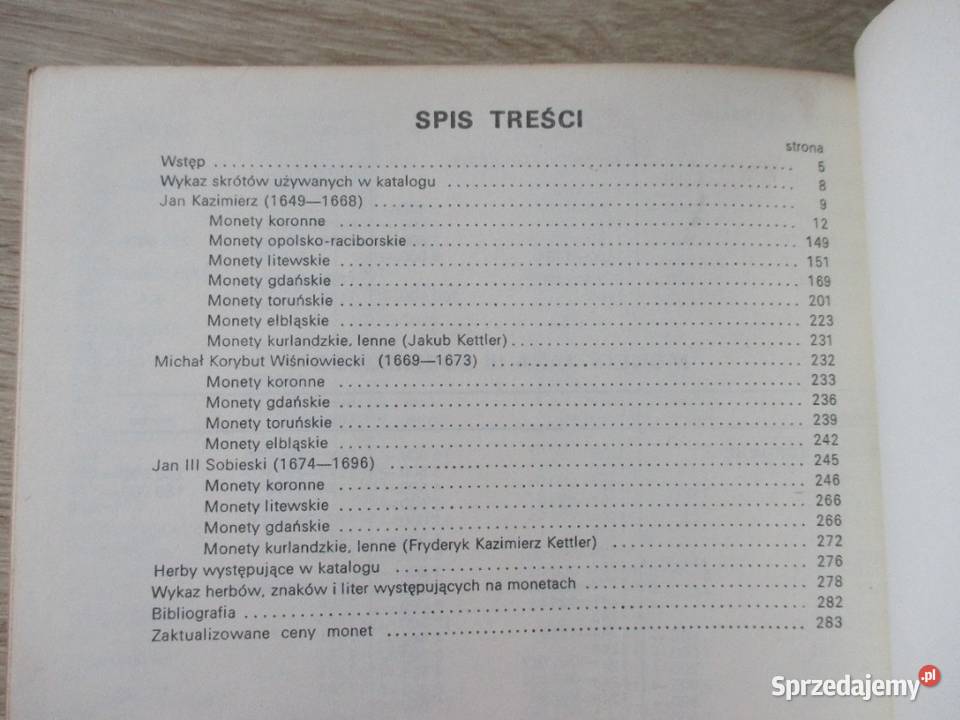 SPIS TREŚCI
strona
Wstęp . . . . . . . . . . . . . . . . . . . . . . . . . . . . . . 5
Wykaz skrótów używanych w katalogu . . . . . . . . . . . . . . . . . . . . 8
Jan Kazimierz (1649—1668) . . . . . . . . . . . . . . . . . . . . 9
Monety koronne . . . . . . . . . . . . . . . . . . . . 12
Monety opolsko-raciborskie . . . . . . . . . . . . . . . . . . . . 149
Monety litewskie . . . . . . . . . . . . . . . . . . . . 151
Monety gdańskie . . . . . . . . . . . . . . . . . . . . 169
Monety toruńskie . . . . . . . . . . . . . . . . . . . . 201
Monety elbląskie . . . . . . . . . . . . . . . . . . . . 223
Monety kurlandzkie, lenne (Jakub Kettler) . . . . . . . . . . . . . . . . . . . . 231
Michał Korybut Wiśniowiecki (1669—1673) . . . . . . . . . . . . . . . . . . . . 232
Monety koronne . . . . . . . . . . . . . . . . . . . . 233
Monety gdańskie . . . . . . . . . . . . . . . . . . . . 236
Monety toruńskie . . . . . . . . . . . . . . . . . . . . 239
Monety elbląskie . . . . . . . . . . . . . . . . . . . . 242
Jan III Sobieski (1674—1696) . . . . . . . . . . . . . . . . . . . . 245
Monety koronne . . . . . . . . . . . . . . . . . . . . 246
Monety litewskie . . . . . . . . . . . . . . . . . . . . 266
Monety gdańskie . . . . . . . . . . . . . . . . . . . . 266
Monety kurlandzkie, lenne (Fryderyk Kazimierz Kettler) . . . . . . . . . . . . . . . 272
Herby występujące w katalogu . . . . . . . . . . . . . . . . . . . . 276
Wykaz herbów, znaków i liter występujących na monetach . . . . . . . . . . . . . . . 278
Bibliografia . . . . . . . . . . . . . . . . . . . . 282
Zaktualizowane ceny monet . . . . . . . . . . . . . . . . . . . . 283
Sprzedajemy .pl